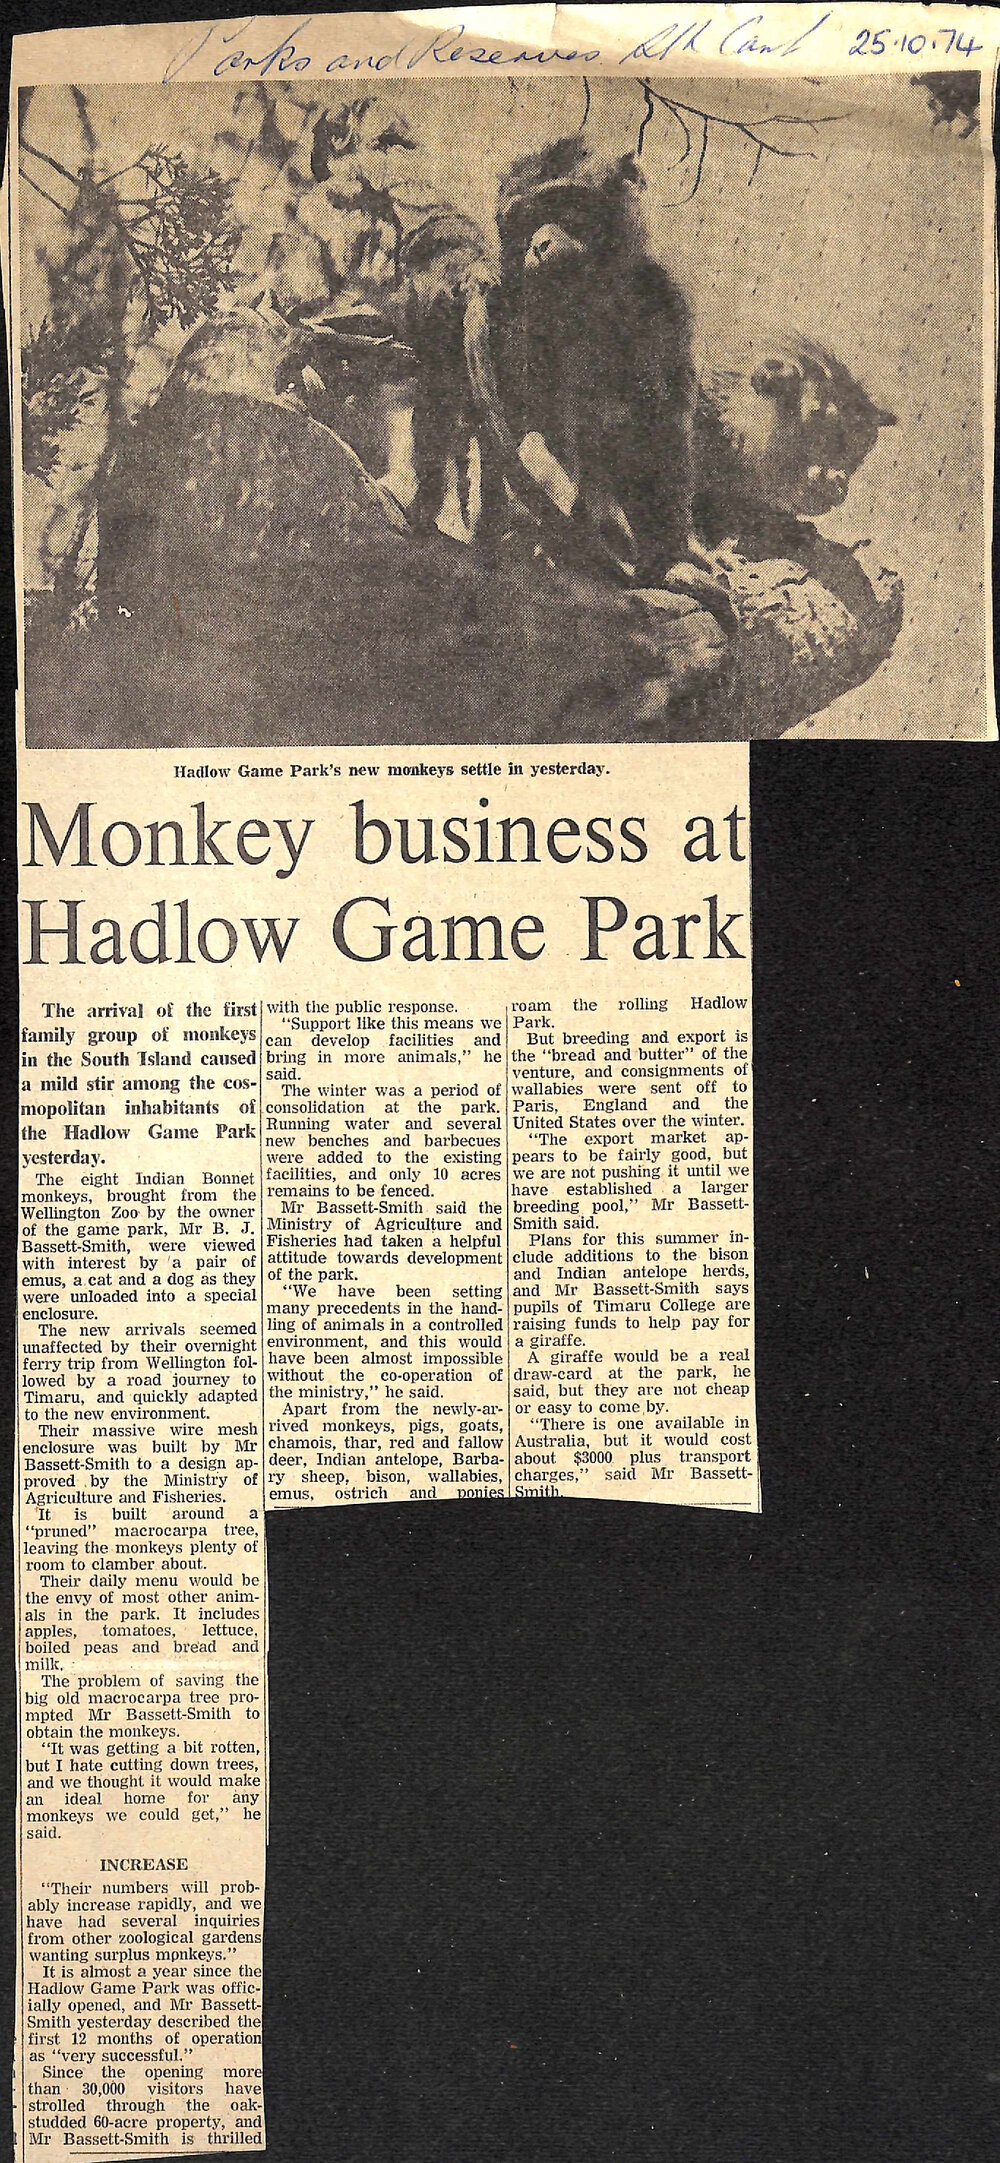 Parks and Reserves Sth Cant 25.10.74
Hadlow Game Park's new monkeys settle in yesterday.
Monkey business at
Hadlow Game Park
The arrival of the first
family group of monkeys
in the South Island caused
a mild stir among the cos-
mopolitan inhabitants of
the Hadlow Game Park
yesterday.
The eight Indian Bonnet
monkeys, brought from the
Wellington Zoo by the owner
of the game park, Mr B. J.
Bassett-Smith, were viewed
with interest by a pair of
emus, a cat and a dog as they
were unloaded into a special
enclosure.
The new arrivals seemed
unaffected by their overnight
ferry trip from Wellington fol-
lowed by a road journey to
Timaru, and quickly adapted
to the new environment.
Their massive wire mesh
enclosure was built by Mr
Bassett-Smith to a design ap-
proved by the Ministry of
Agriculture and Fisheries.
It is built around a
"pruned" macrocarpa tree,
leaving the monkeys plenty of
room to clamber about.
Their daily menu would be
the envy of most other anim-
als in the park. It includes
apples, tomatoes, lettuce,
boiled peas and bread and
milk.
The problem of saving the
big old macrocarpa tree pro-
mpted Mr Bassett-Smith to
obtain the monkeys.
"It was getting a bit rotten,
but I hate cutting down trees,
and we thought it would make
an ideal home for any
monkeys we could get," he
said.
INCREASE
"Their numbers will prob-
ably increase rapidly, and we
have had several inquiries
from other zoological gardens
wanting surplus monkeys."
It is almost a year since the
Hadlow Game Park was offic-
ially opened, and Mr Bassett-
Smith yesterday described the
first 12 months of operation
as "very successful."
Since the opening more
than 30,000 visitors have
strolled through the oak-
studded 60-acre property, and
Mr Bassett-Smith is thrilled
with the public response.
"Support like this means we
can develop facilities and
bring in more animals," he
said.
The winter was a period of
consolidation at the park.
Running water and several
new benches and barbecues
were added to the existing
facilities, and only 10 acres
remains to be fenced.
Mr Bassett-Smith said the
Ministry of Agriculture and
Fisheries had taken a helpful
attitude towards development
of the park.
"We have been setting
many precedents in the hand-
ling of animals in a controlled
environment, and this would
have been almost impossible
without the co-operation of
the ministry," he said.
Apart from the newly-ar-
rived monkeys, pigs, goats,
chamois, thar, red and fallow
deer, Indian antelope, Barba-
ry sheep, bison, wallabies,
emus, ostrich and ponies
roam the rolling Hadlow
Park.
But breeding and export is
the "bread and butter" of the
venture, and consignments of
wallabies were sent off to
Paris, England and the
United States over the winter.
"The export market ap-
pears to be fairly good, but
we are not pushing it until we
have established a larger
breeding pool," Mr Bassett-
Smith said.
Plans for this summer in-
clude additions to the bison
and Indian antelope herds,
and Mr Bassett-Smith says
pupils of Timaru College are
raising funds to help pay for
a giraffe.
A giraffe would be a real
draw-card at the park, he
said, but they are not cheap
or easy to come by.
"There is one available in
Australia, but it would cost
about $3000 plus transport
charges," said Mr Bassett-
Smith.